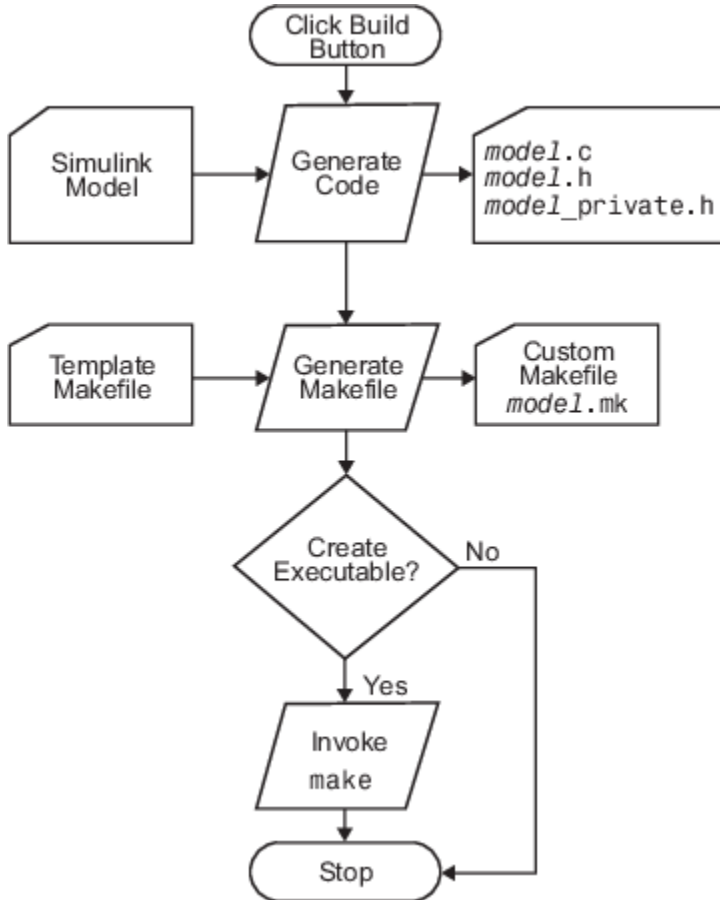 Click Build
Button
Simulink
Model
Generate
Code
model.c
model.h
model_private.h
Template
Makefile
Generate
Makefile
Custom
Makefile
model.mk
Create
Executable?
No
Yes
Invoke
make
Stop